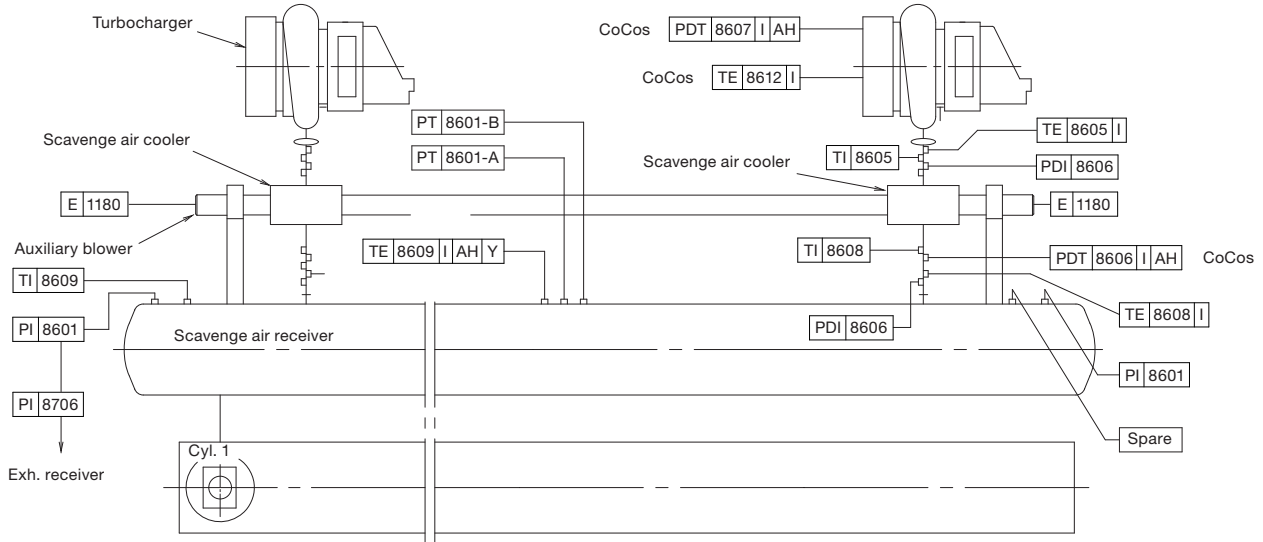 Turbocharger
CoCos PDT 8607 I AH
CoCos TE 8612 I
PT 8601-B
TE 8605 I
Scavenge air cooler
PT 8601-A
Scavenge air cooler
TI 8605
PDI 8606
E 1180
E 1180
Auxiliary blower
TE 8609 I AH Y
TI 8608
PDT 8606 I AH CoCos
TI 8609
TE 8608 I
PI 8601
Scavenge air receiver
PDI 8606
PI 8601
PI 8706
Spare
Cyl. 1
Exh. receiver